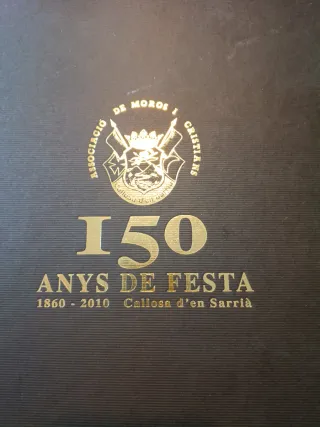 ASSOCIACIÓ DE MOROS I CRISTIANS
150
ANYS DE FESTA
1860 - 2010 Callosa d'en Sarrià